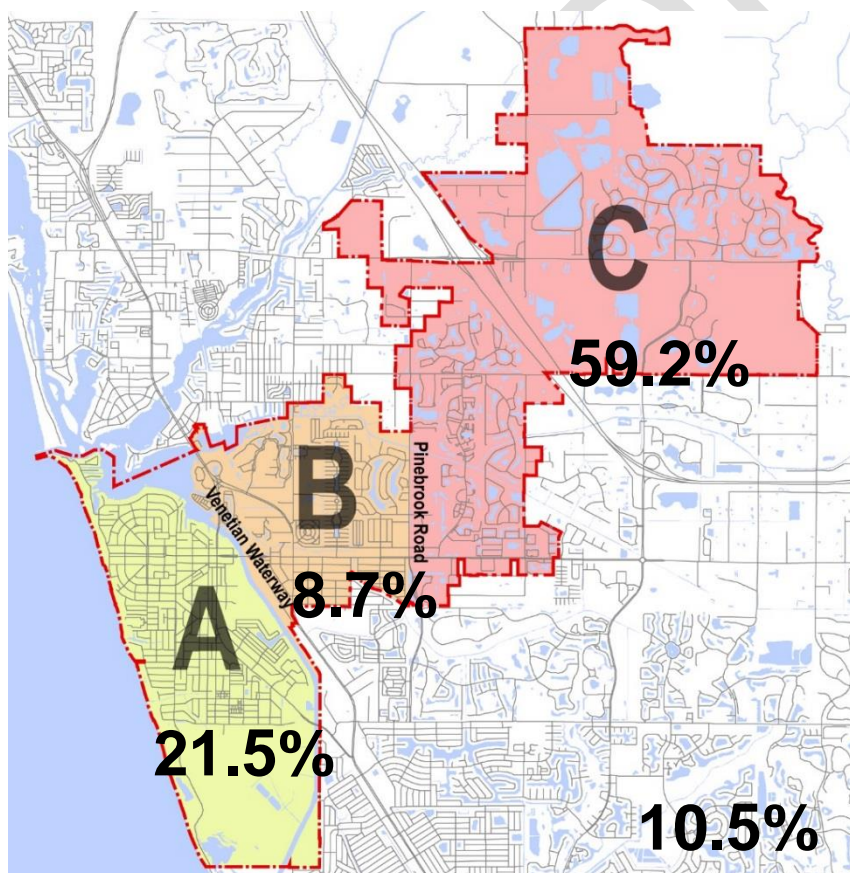 C
59.2%
B
Pinebrook Road
Venetian Waterway
8.7%
A
21.5%
10.5%